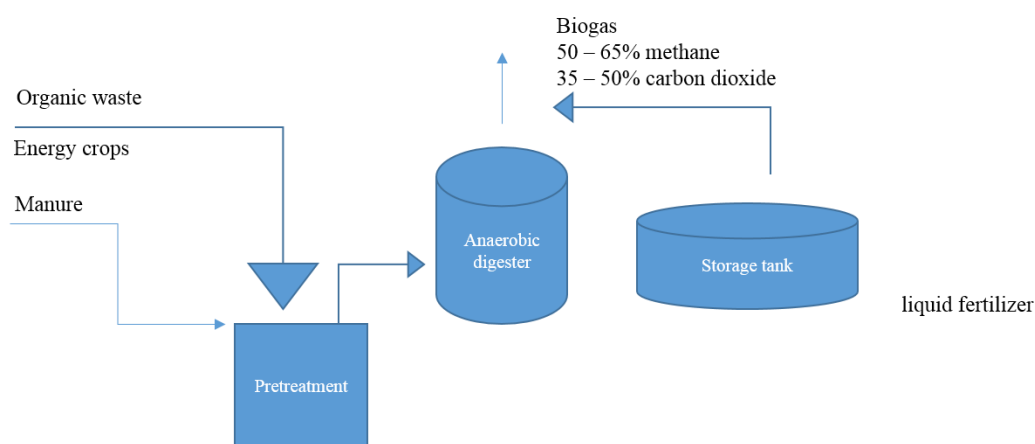 Biogas
50 – 65% methane
35 – 50% carbon dioxide
Organic waste
Energy crops
Manure
Anaerobic
digester
Storage tank
liquid fertilizer
Pretreatment